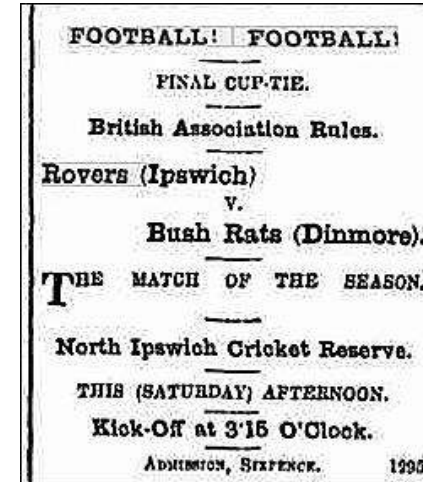 FOOTBALL! FOOTBALL!
FINAL CUP-TIE.
British Association Rules.
Rovers (Ipswich)
v.
Bush Rats (Dinmore).
THE MATCH OF THE SEASON.
North Ipswich Cricket Reserve.
THIS (SATURDAY) AFTERNOON.
Kick-Off at 3'15 O'Clock.
ADMISSION, SIXPENCE.